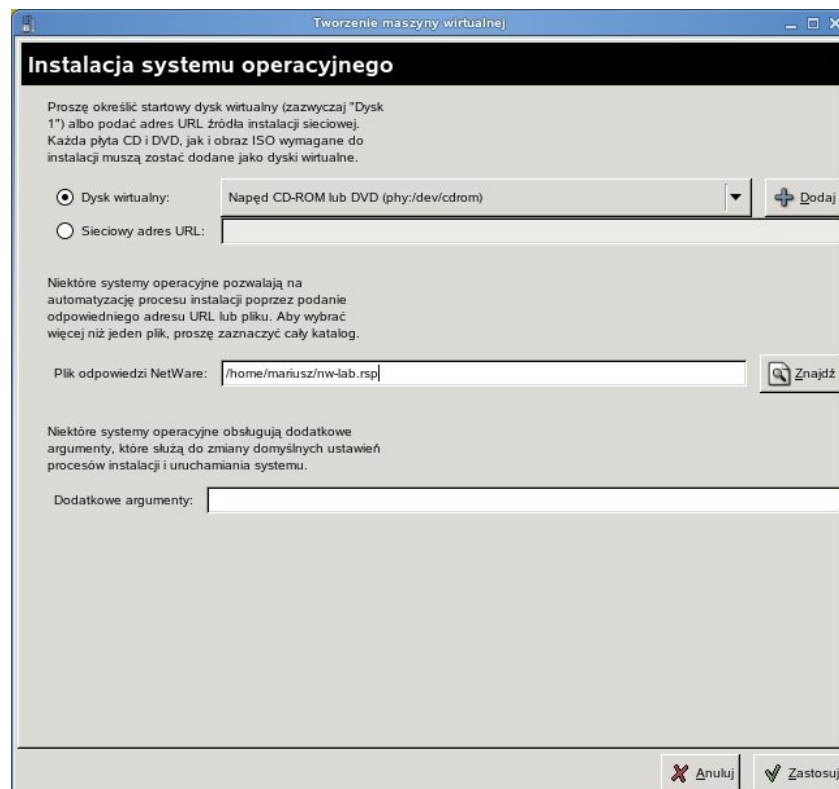 Tworzenie maszyny wirtualnej
Instalacja systemu operacyjnego
Proszę określić startowy dysk wirtualny (zazwyczaj "Dysk
1") albo podać adres URL źródła instalacji sieciowej.
Każda płyta CD i DVD, jak i obraz ISO wymagane do
instalacji muszą zostać dodane jako dyski wirtualne.
Dysk wirtualny: Napęd CD-ROM lub DVD (phy:/dev/cdrom) Dodaj
Sieciowy adres URL:
Niektóre systemy operacyjne pozwalają na
automatyzację procesu instalacji poprzez podanie
odpowiedniego adresu URL lub pliku. Aby wybrać
więcej niż jeden plik, proszę zaznaczyć cały katalog.
Plik odpowiedzi NetWare: /home/mariusz/nw-lab.rsp Znajdź
Niektóre systemy operacyjne obsługują dodatkowe
argumenty, które służą do zmiany domyślnych ustawień
procesów instalacji i uruchamiania systemu.
Dodatkowe argumenty:
Anuluj Zastosuj